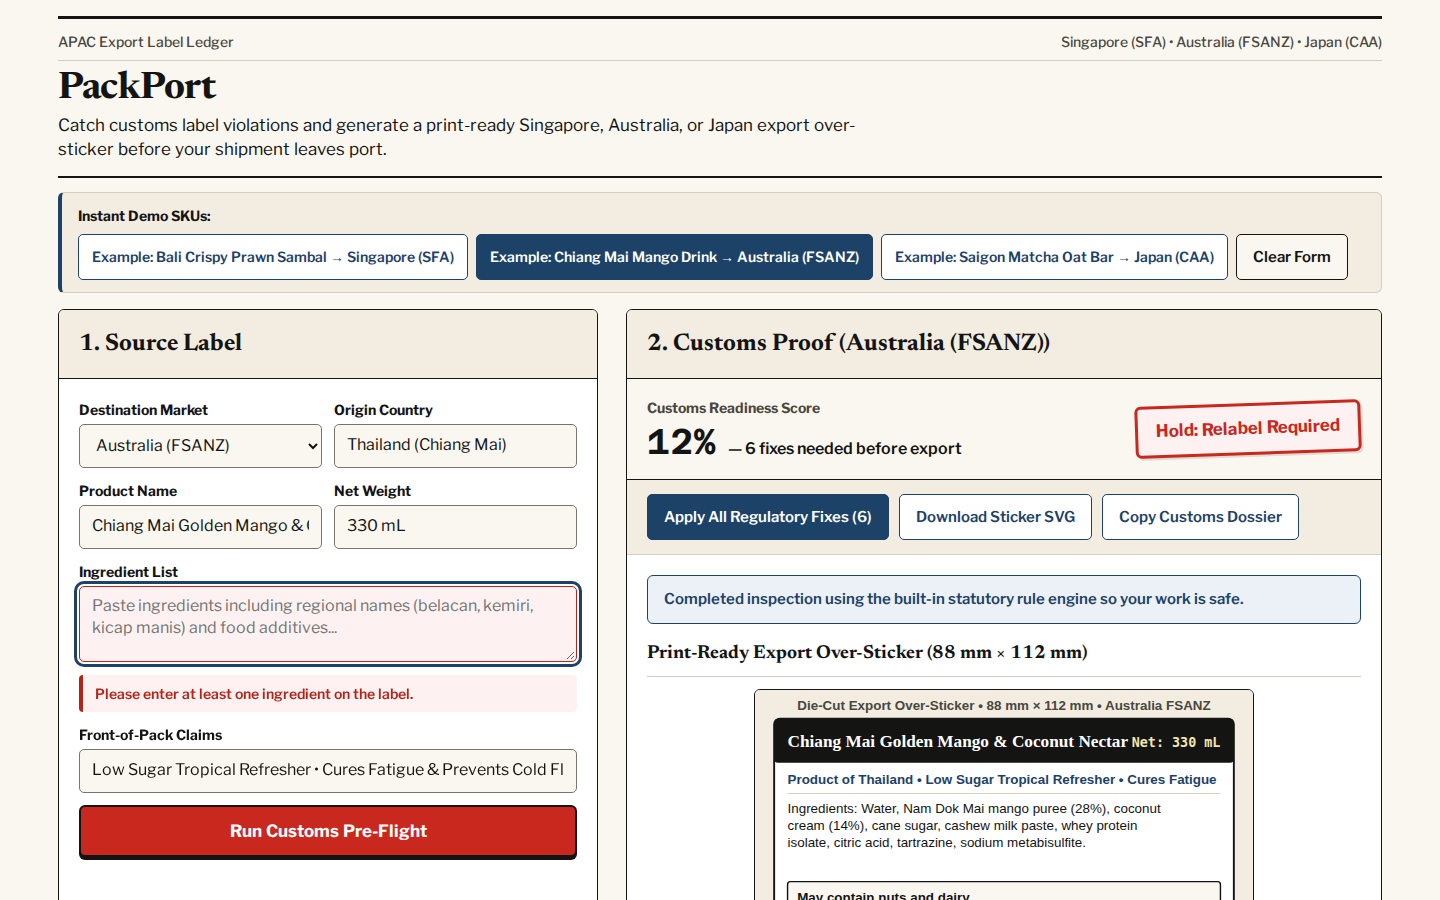 APAC Export Label Ledger
Singapore (SFA) • Australia (FSANZ) • Japan (CAA)
PackPort
Catch customs label violations and generate a print-ready Singapore, Australia, or Japan export over-
sticker before your shipment leaves port.
Instant Demo SKUs:
Example: Bali Crispy Prawn Sambal → Singapore (SFA)
Example: Chiang Mai Mango Drink → Australia (FSANZ)
Example: Saigon Matcha Oat Bar → Japan (CAA)
Clear Form
1. Source Label
Destination Market
Origin Country
Australia (FSANZ)
Thailand (Chiang Mai)
Product Name
Net Weight
Chiang Mai Golden Mango &
330 mL
Ingredient List
Paste ingredients including regional names (belacan, kemiri,
kicap manis) and food additives...
Please enter at least one ingredient on the label.
Front-of-Pack Claims
Low Sugar Tropical Refresher • Cures Fatigue & Prevents Cold Fl
Run Customs Pre-Flight
2. Customs Proof (Australia (FSANZ))
Customs Readiness Score
12% — 6 fixes needed before export
Hold: Relabel Required
Apply All Regulatory Fixes (6)
Download Sticker SVG
Copy Customs Dossier
Completed inspection using the built-in statutory rule engine so your work is safe.
Print-Ready Export Over-Sticker (88 mm × 112 mm)
Die-Cut Export Over-Sticker • 88 mm × 112 mm • Australia FSANZ
Chiang Mai Golden Mango & Coconut Nectar Net: 330 mL
Product of Thailand • Low Sugar Tropical Refresher • Cures Fatigue
Ingredients: Water, Nam Dok Mai mango puree (28%), coconut
cream (14%), cane sugar, cashew milk paste, whey protein
isolate, citric acid, tartrazine, sodium metabisulfite.
May contain nuts and dairy